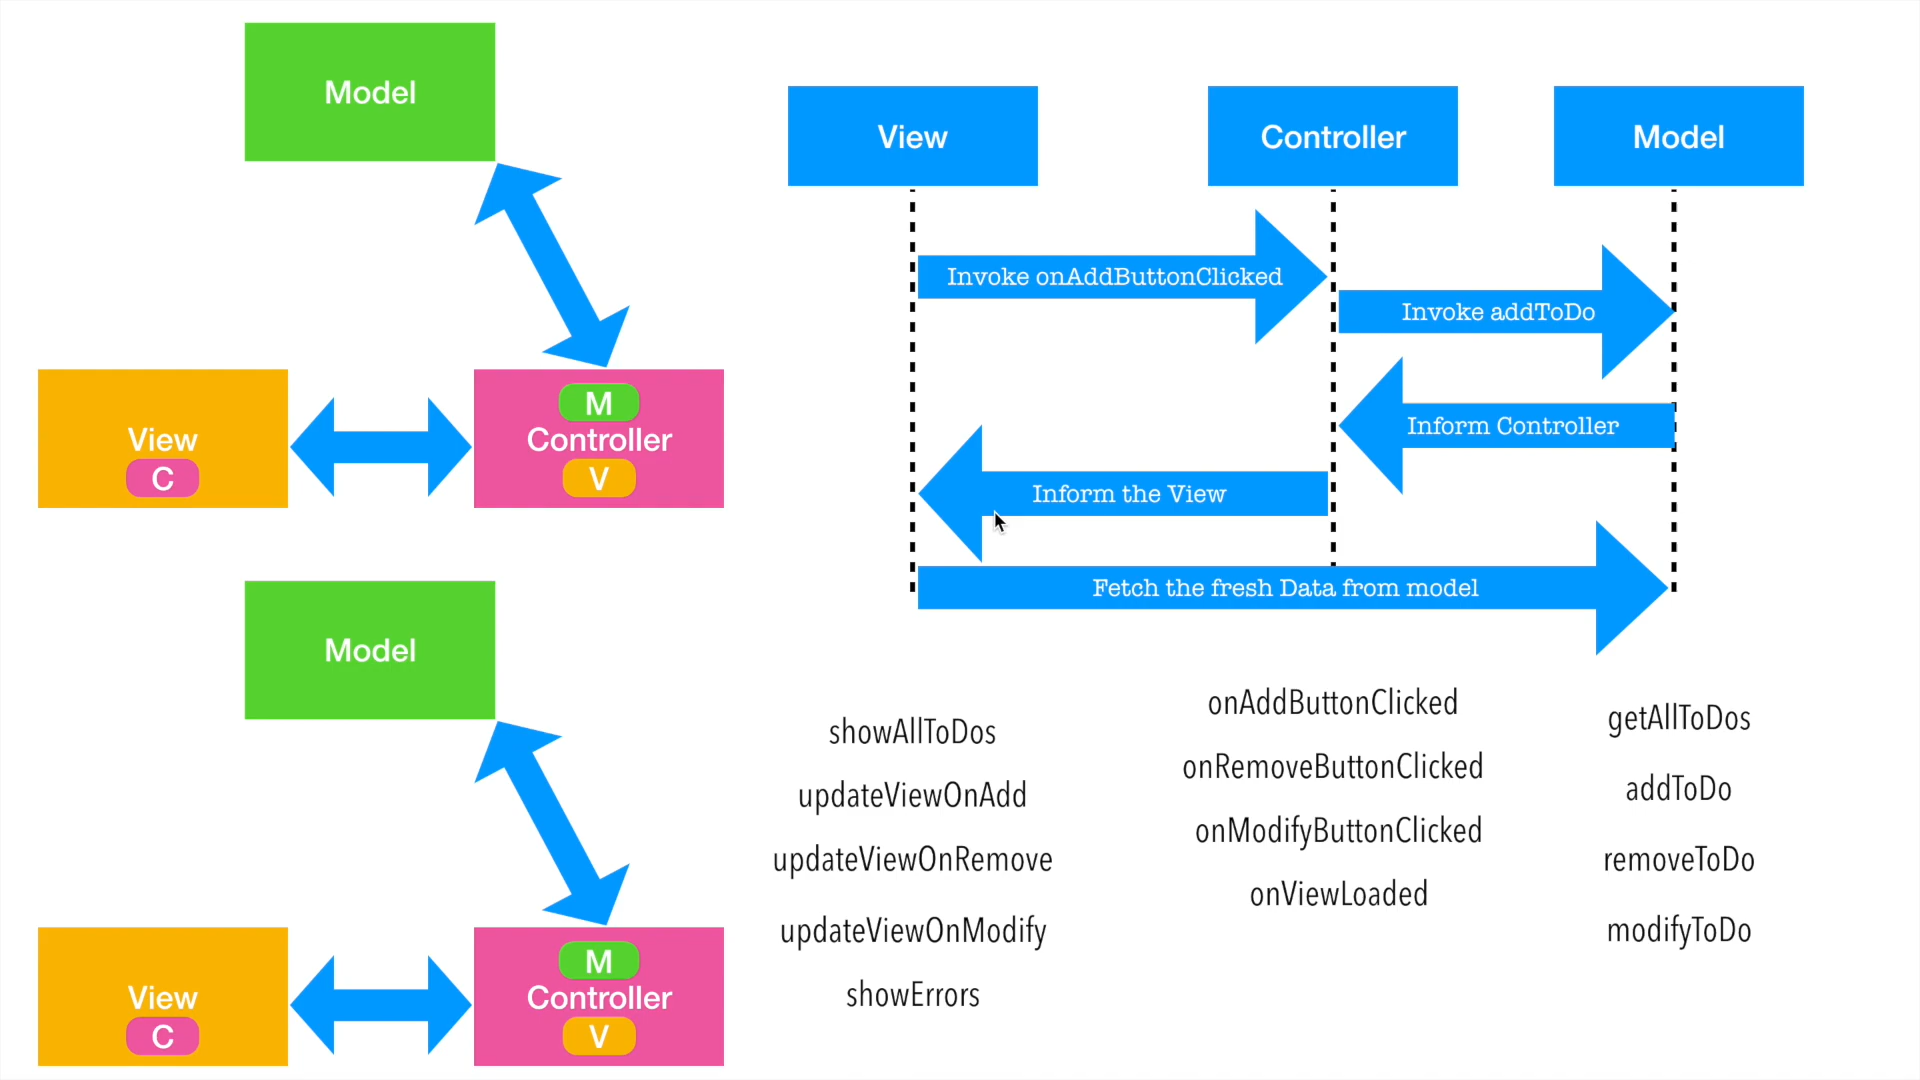 Model
View
C
M
Controller
V
Model
View
C
M
Controller
V
View
Controller
Model
Invoke onAddButtonClicked
Invoke addToDo
Inform Controller
Inform the View
Fetch the fresh Data from model
showAllToDos
updateViewOnAdd
updateViewOnRemove
updateViewOnModify
showErrors
onAddButtonClicked
onRemoveButtonClicked
onModifyButtonClicked
onViewLoaded
getAllToDos
addToDo
removeToDo
modifyToDo